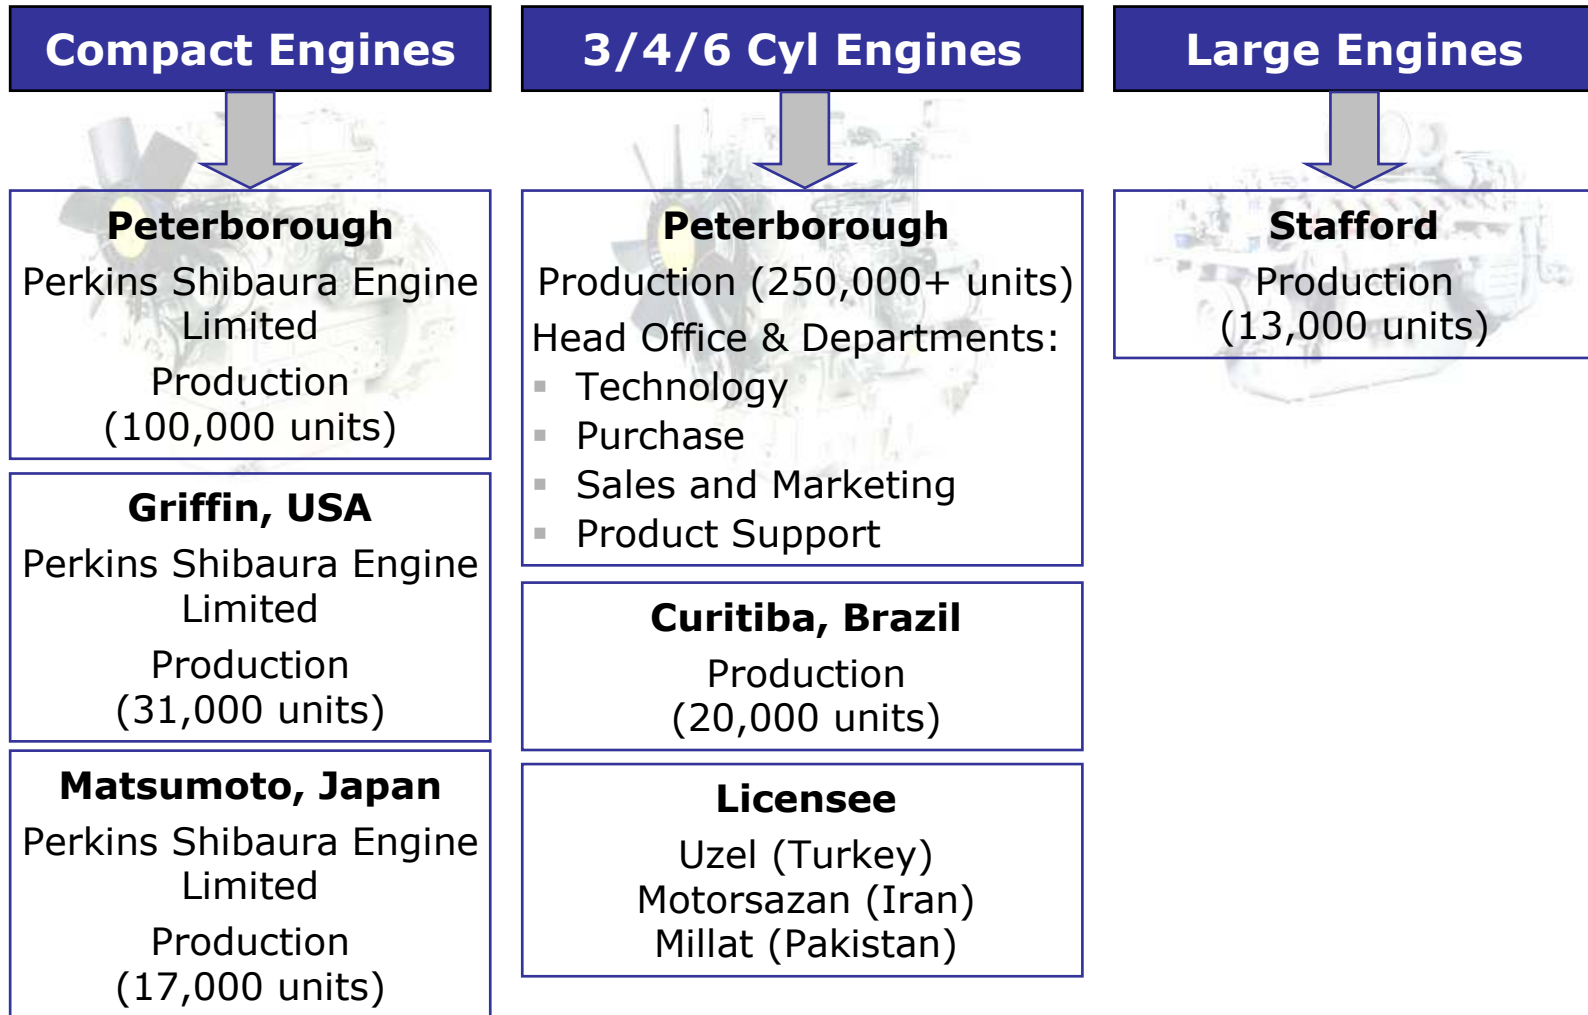 Compact Engines
Peterborough
Perkins Shibaura Engine
Limited
Production
(100,000 units)
Griffin, USA
Perkins Shibaura Engine
Limited
Production
(31,000 units)
Matsumoto, Japan
Perkins Shibaura Engine
Limited
Production
(17,000 units)
3/4/6 Cyl Engines
Peterborough
Production (250,000+ units)
Head Office & Departments:
▪ Technology
▪ Purchase
▪ Sales and Marketing
▪ Product Support
Curitiba, Brazil
Production
(20,000 units)
Licensee
Uzel (Turkey)
Motorsazan (Iran)
Millat (Pakistan)
Large Engines
Stafford
Production
(13,000 units)